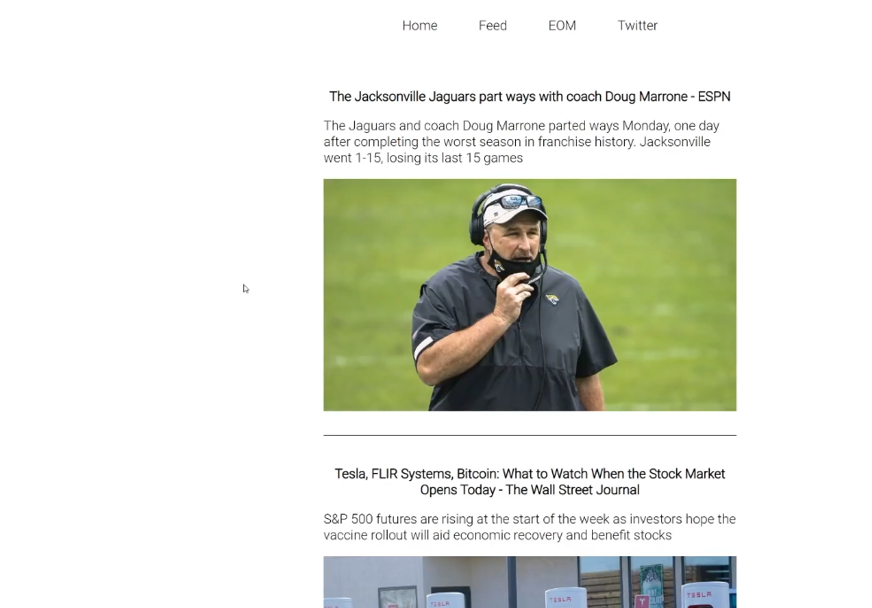 Home Feed EOM Twitter
The Jacksonville Jaguars part ways with coach Doug Marrone - ESPN
The Jaguars and coach Doug Marrone parted ways Monday, one day
after completing the worst season in franchise history. Jacksonville
went 1-15, losing its last 15 games
Tesla, FLIR Systems, Bitcoin: What to Watch When the Stock Market
Opens Today - The Wall Street Journal
S&P 500 futures are rising at the start of the week as investors hope the
vaccine rollout will aid economic recovery and benefit stocks
TESLA TESLA TESLA